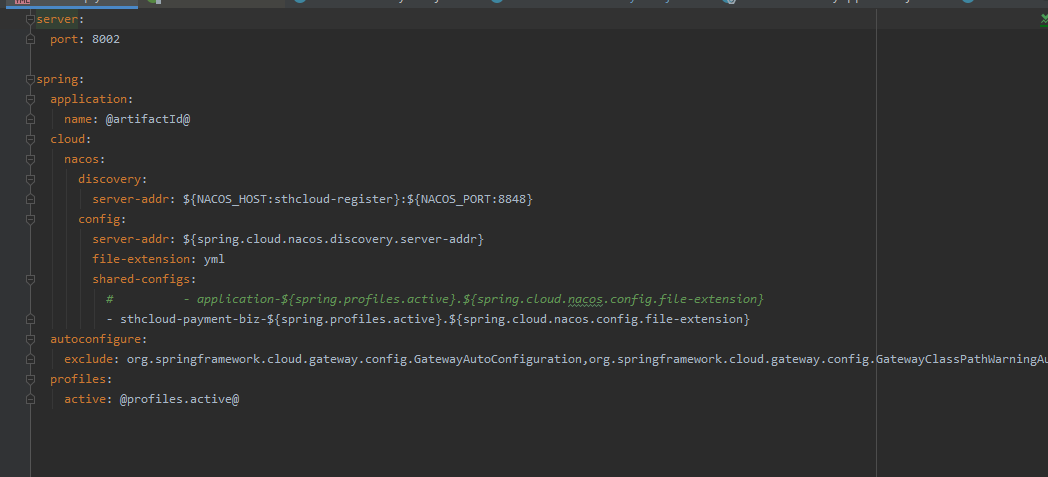 server:
  port: 8002
spring:
  application:
    name: @artifactId@
  cloud:
    nacos:
      discovery:
        server-addr: ${NACOS_HOST:sthcloud-register}:${NACOS_PORT:8848}
      config:
        server-addr: ${spring.cloud.nacos.discovery.server-addr}
        file-extension: yml
        shared-configs:
          #          - application-${spring.profiles.active}.${spring.cloud.nacos.config.file-extension}
          - sthcloud-payment-biz-${spring.profiles.active}.${spring.cloud.nacos.config.file-extension}
  autoconfigure:
    exclude: org.springframework.cloud.gateway.config.GatewayAutoConfiguration,org.springframework.cloud.gateway.config.GatewayClassPathWarningAu
  profiles:
    active: @profiles.active@